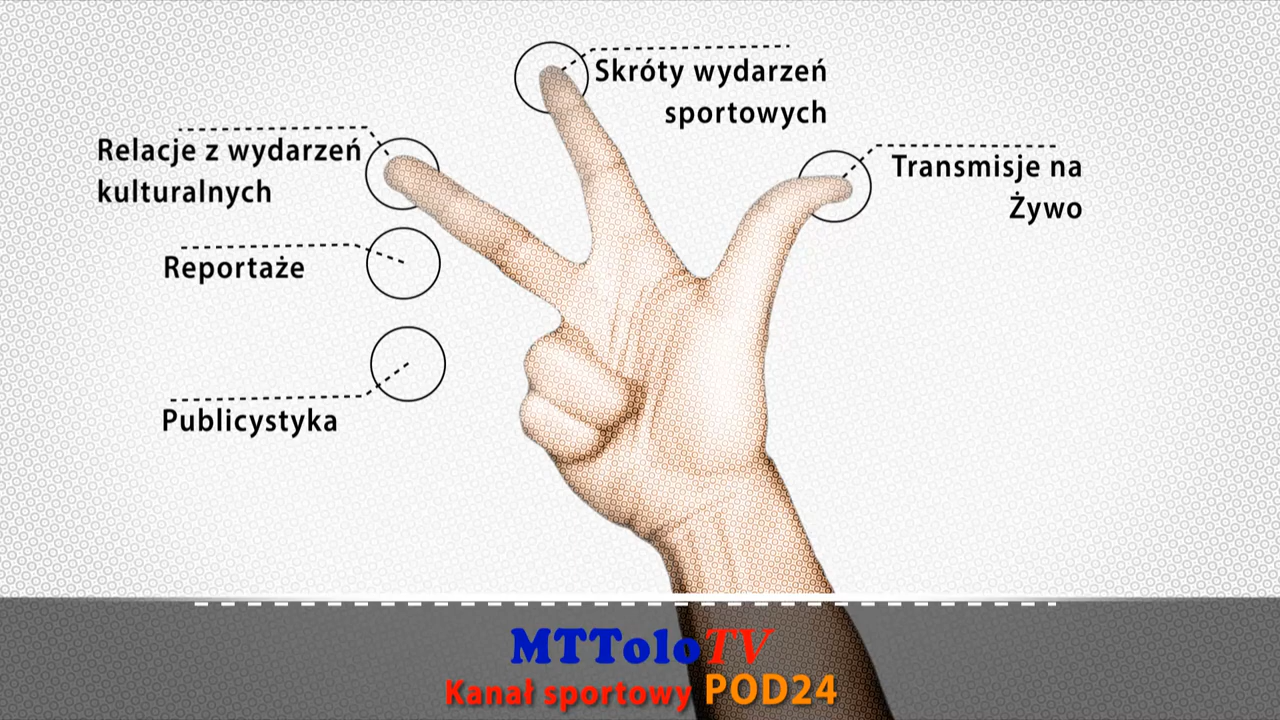 Skróty wydarzeń
sportowych
Relacje z wydarzeń
kulturalnych
Transmisje na
Żywo
Reportaże
Publicystyka
MTToloTV
Kanał sportowy POD24